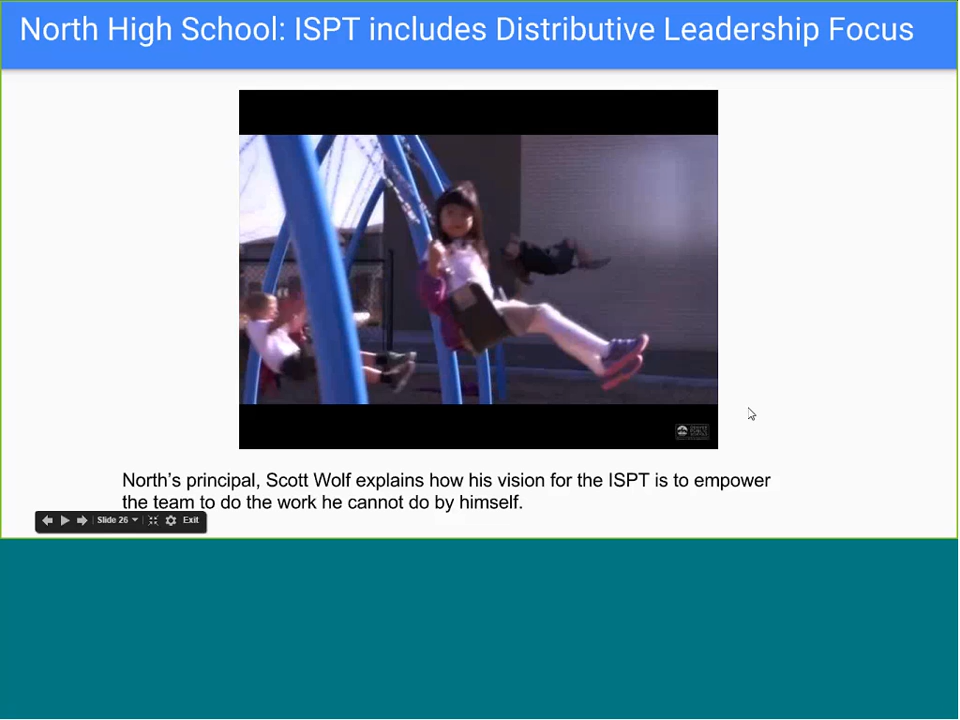 North High School: ISPT includes Distributive Leadership Focus
North's principal, Scott Wolf explains how his vision for the ISPT is to empower
the team to do the work he cannot do by himself.
Slide 26
Exit